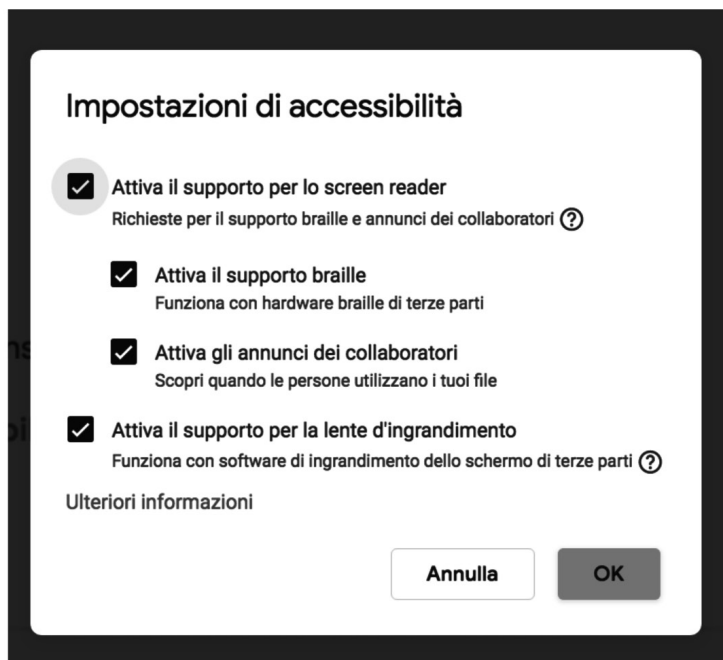 Impostazioni di accessibilità
Attiva il supporto per lo screen reader
Richieste per il supporto braille e annunci dei collaboratori ?
Attiva il supporto braille
Funziona con hardware braille di terze parti
Attiva gli annunci dei collaboratori
Scopri quando le persone utilizzano i tuoi file
Attiva il supporto per la lente d'ingrandimento
Funziona con software di ingrandimento dello schermo di terze parti ?
Ulteriori informazioni
Annulla OK